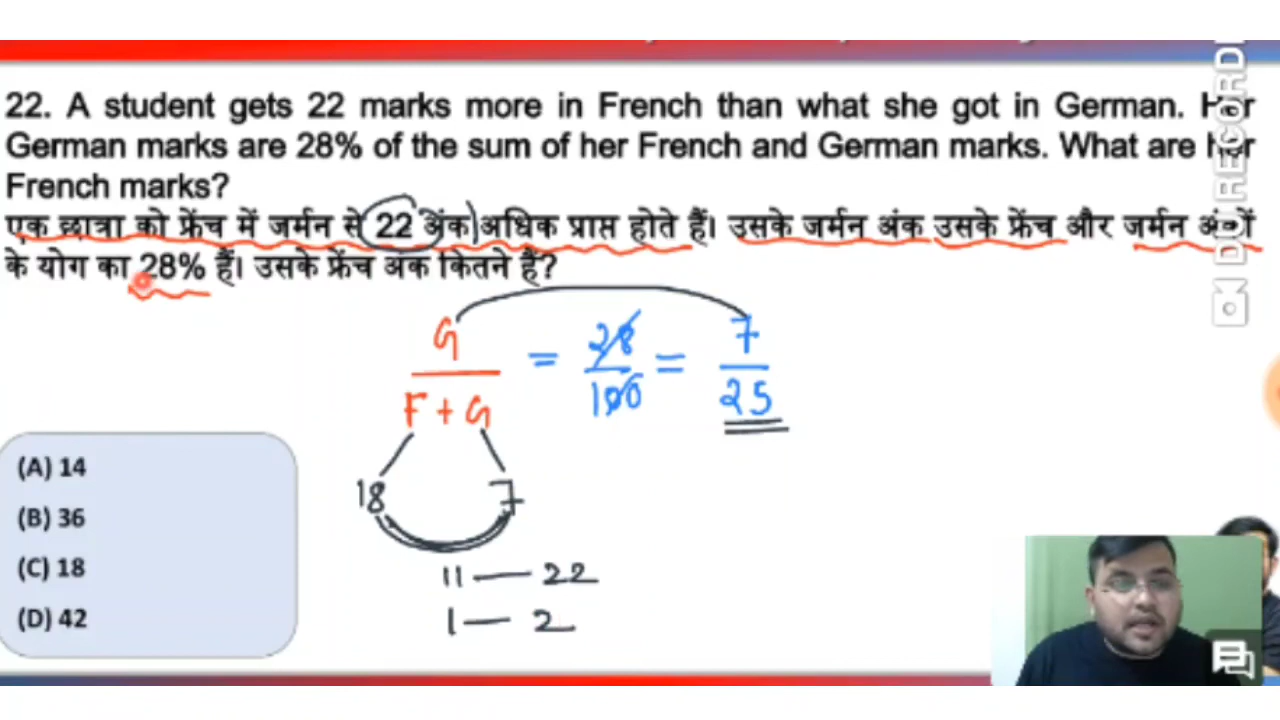 22. A student gets 22 marks more in French than what she got in German. Her
German marks are 28% of the sum of her French and German marks. What are her
French marks?
एक छात्रा को फ्रेंच में जर्मन से 22 अंक अधिक प्राप्त होते हैं। उसके जर्मन अंक उसके फ्रेंच और जर्मन अंकों
के योग का 28% हैं। उसके फ्रेंच अंक कितने हैं?
G = 28 = 7
F + G 100 25
18 7
11 — 22
1 — 2
(A) 14
(B) 36
(C) 18
(D) 42
DU RECORD